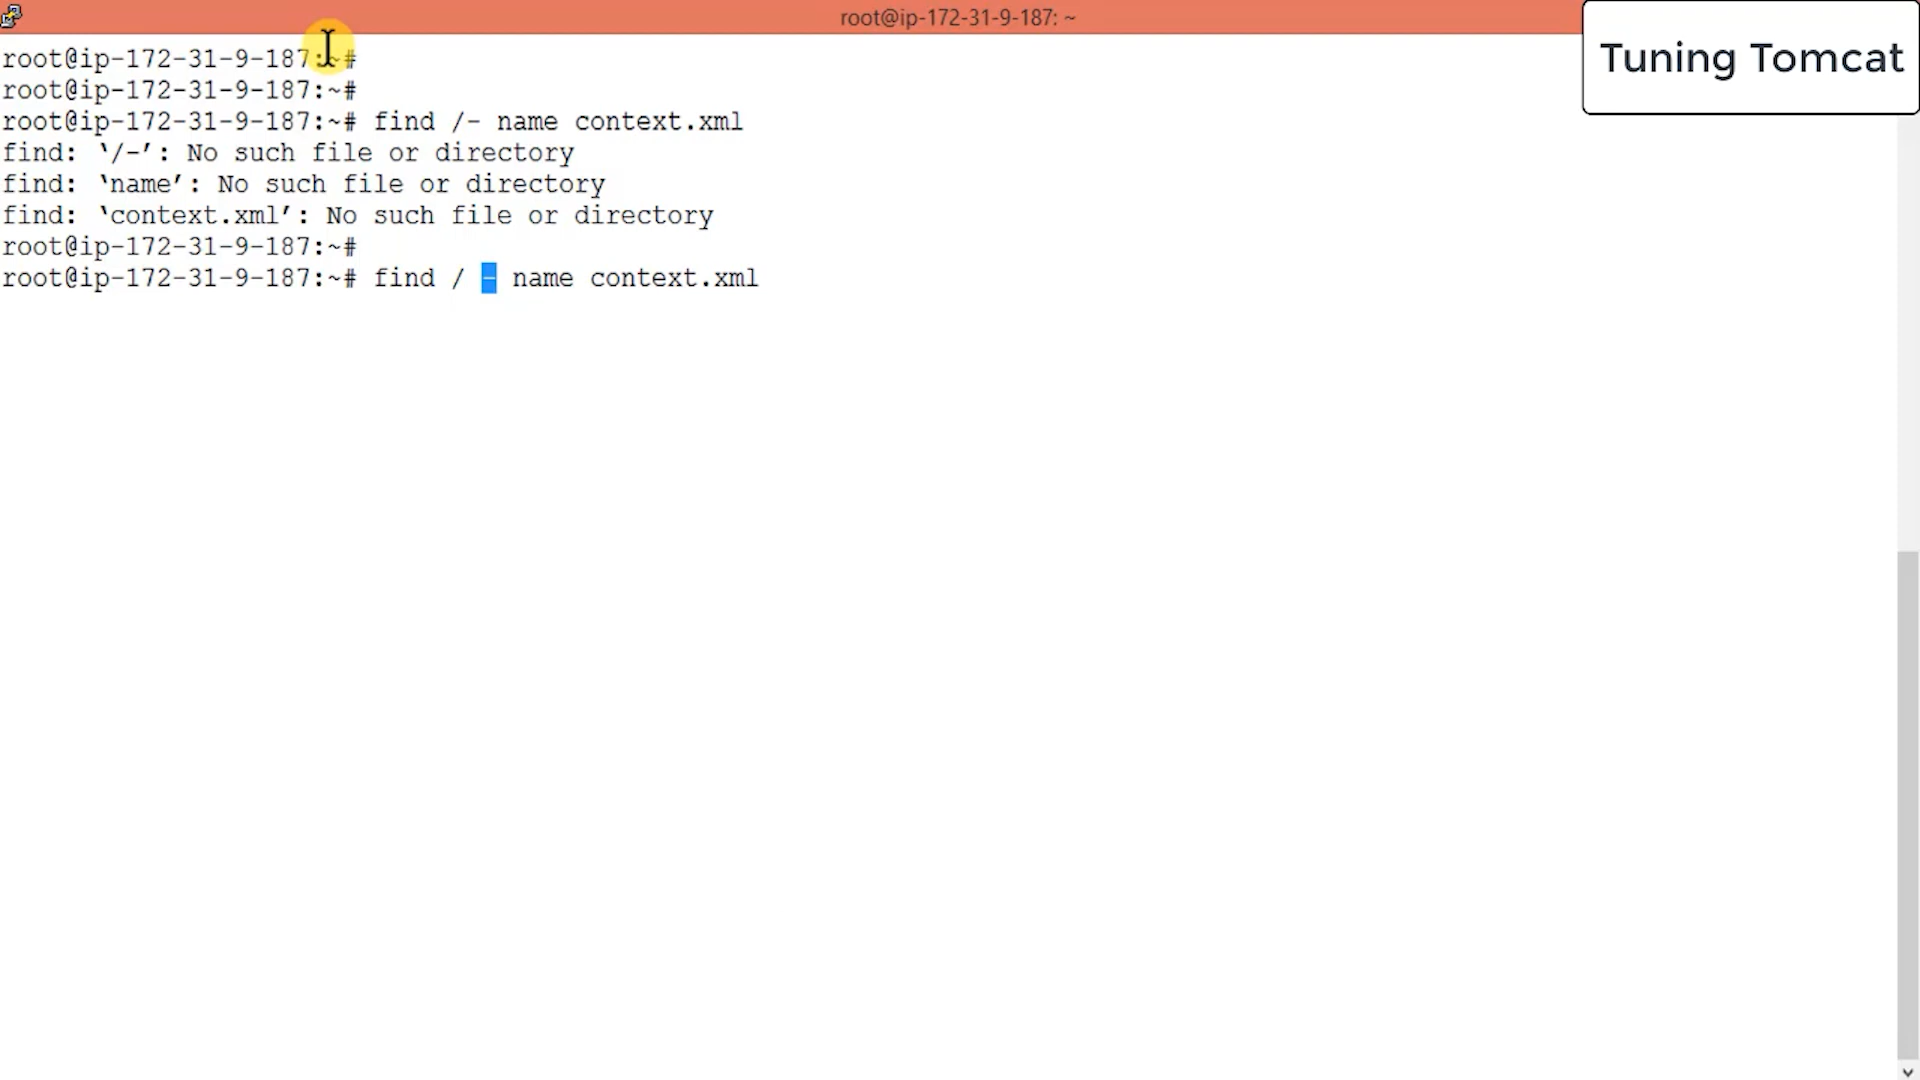 root@ip-172-31-9-187: ~
Tuning Tomcat
root@ip-172-31-9-187:~#
root@ip-172-31-9-187:~#
root@ip-172-31-9-187:~# find /- name context.xml
find: ‘/-’: No such file or directory
find: ‘name’: No such file or directory
find: ‘context.xml’: No such file or directory
root@ip-172-31-9-187:~#
root@ip-172-31-9-187:~# find / - name context.xml